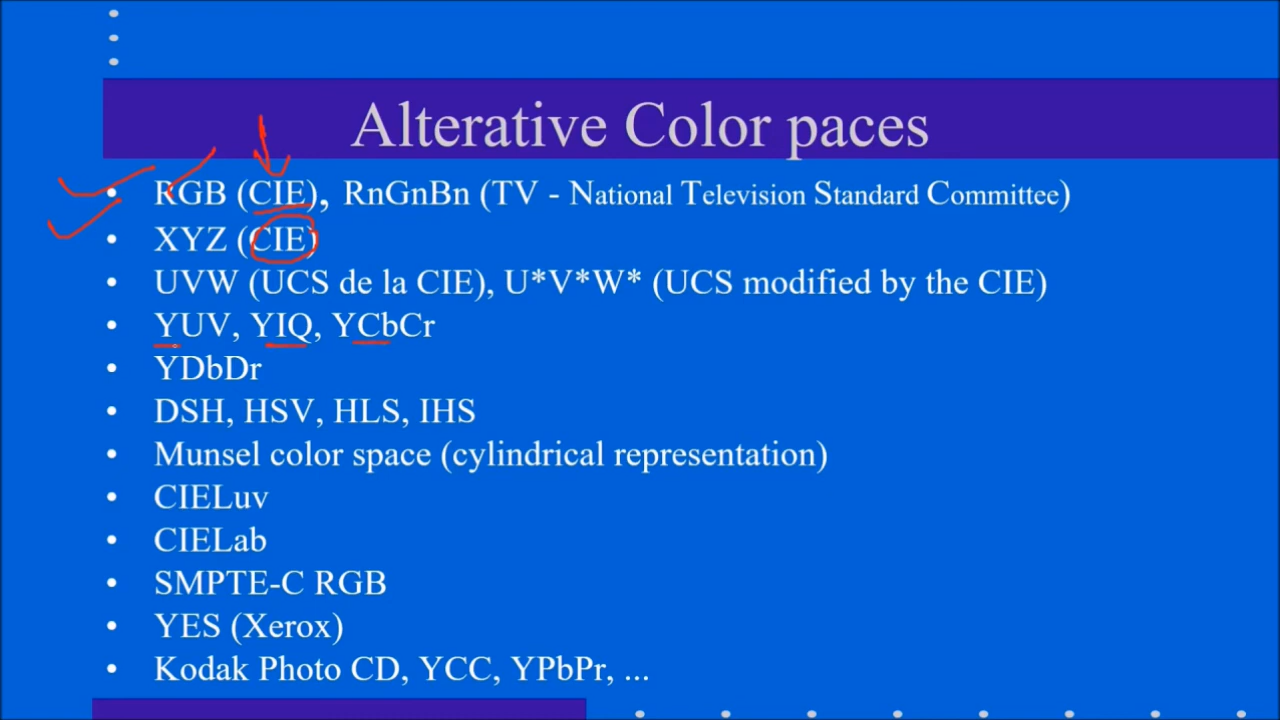 Alterative Color paces
• RGB (CIE), RnGnBn (TV - National Television Standard Committee)
• XYZ (CIE)
• UVW (UCS de la CIE), U*V*W* (UCS modified by the CIE)
• YUV, YIQ, YCbCr
• YDbDr
• DSH, HSV, HLS, IHS
• Munsel color space (cylindrical representation)
• CIELuv
• CIELab
• SMPTE-C RGB
• YES (Xerox)
• Kodak Photo CD, YCC, YPbPr, ...